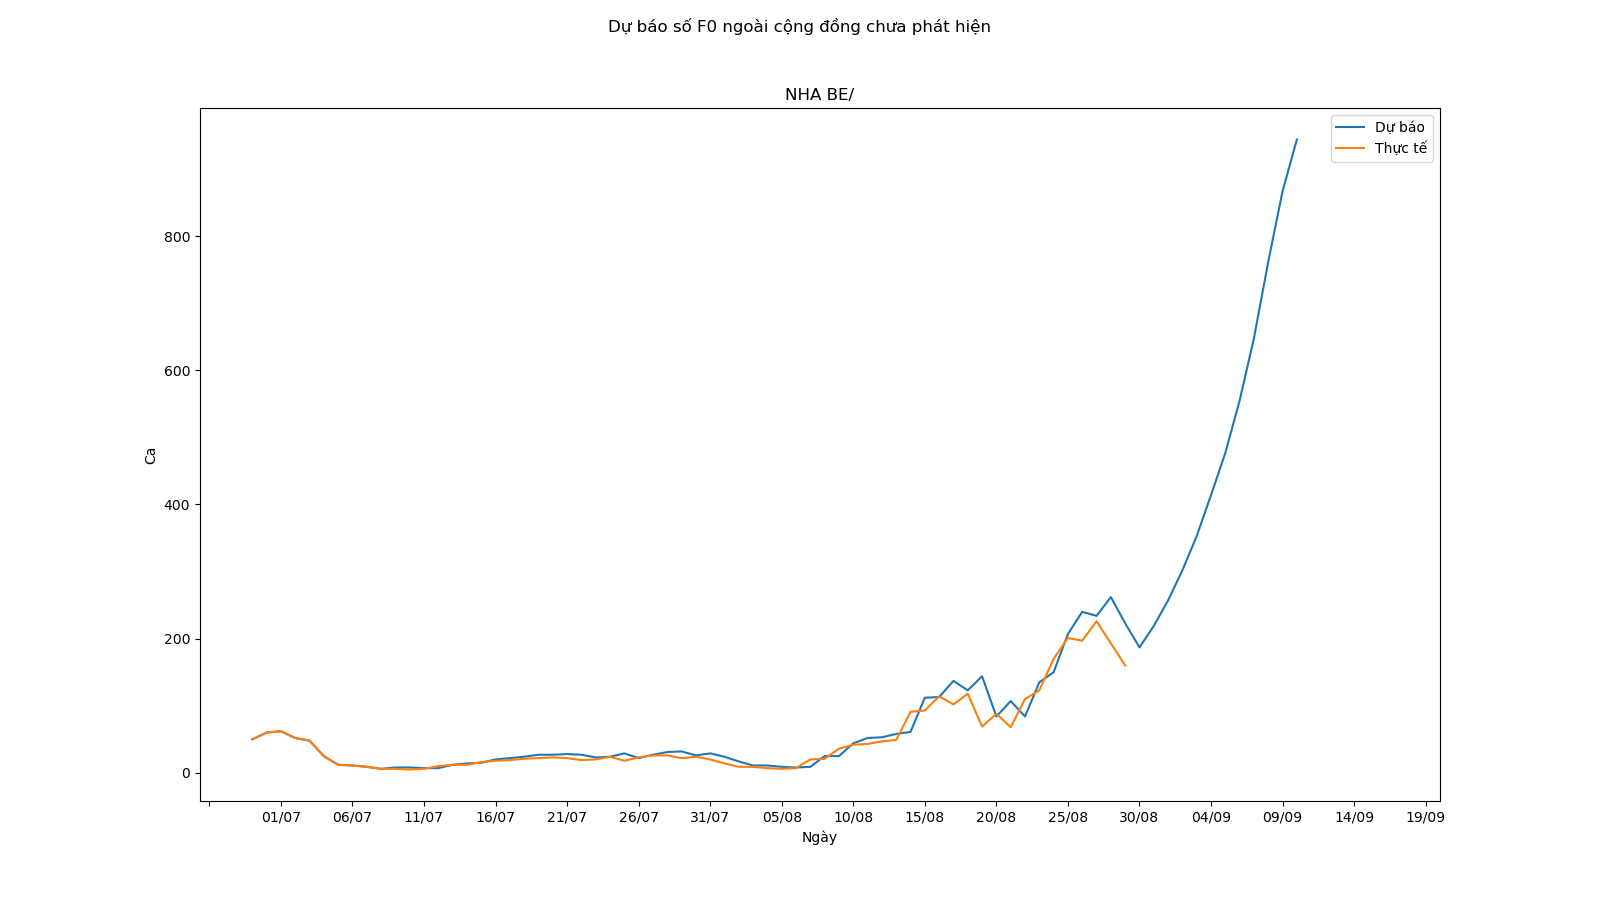 Dự báo số F0 ngoài cộng đồng chưa phát hiện
NHA BE/
Dự báo
Thực tế
800
600
400
200
0
Ca
01/07 06/07 11/07 16/07 21/07 26/07 31/07 05/08 10/08 15/08 20/08 25/08 30/08 04/09 09/09 14/09 19/09
Ngày